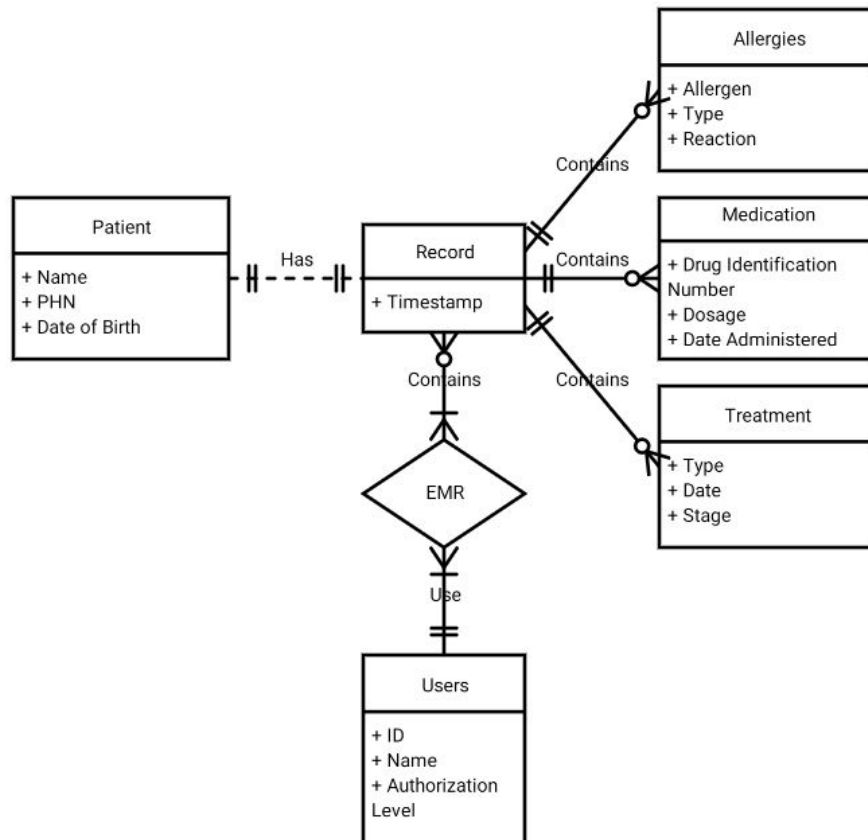 Allergies
+ Allergen
+ Type
+ Reaction
Contains
Patient
+ Name
+ PHN
+ Date of Birth
Has
Record
+ Timestamp
Contains
Medication
+ Drug Identification
Number
+ Dosage
+ Date Administered
Contains
Contains
Treatment
+ Type
+ Date
+ Stage
EMR
Use
Users
+ ID
+ Name
+ Authorization
Level